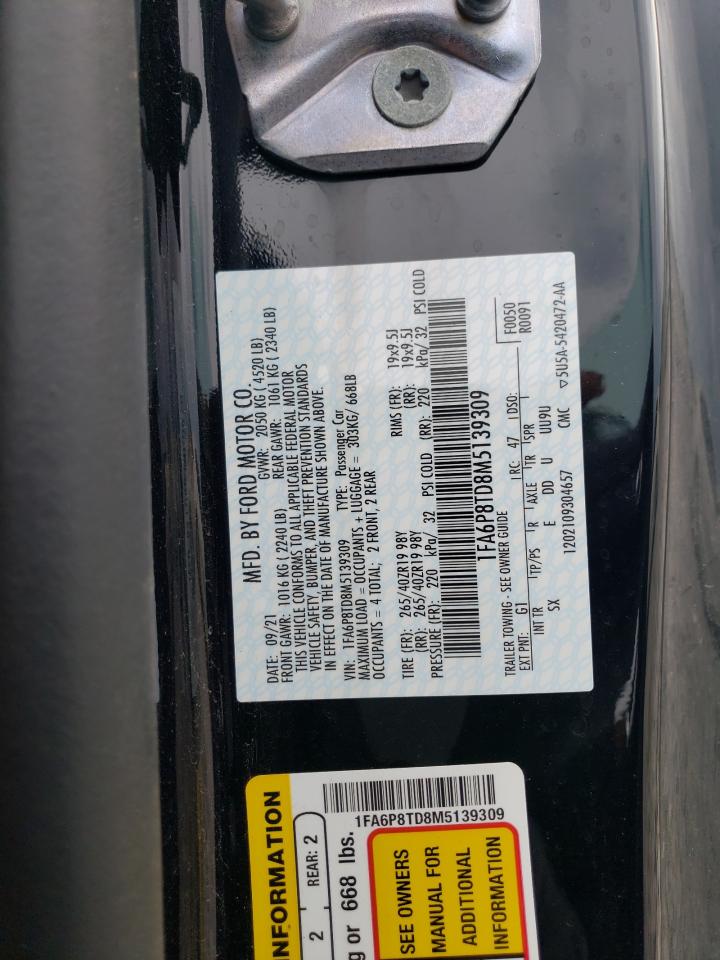 MFD. BY FORD MOTOR CO.
DATE: 09/21 GVWR: 2050 KG ( 4520 LB)
FRONT GAWR: 1016 KG ( 2240 LB) REAR GAWR: 1061 KG ( 2340 LB)
THIS VEHICLE CONFORMS TO ALL APPLICABLE FEDERAL MOTOR
VEHICLE SAFETY, BUMPER, AND THEFT PREVENTION STANDARDS
IN EFFECT ON THE DATE OF MANUFACTURE SHOWN ABOVE.
VIN: 1FA6P8TD8M5139309 TYPE: Passenger Car
MAXIMUM LOAD = OCCUPANTS + LUGGAGE = 303KG/ 668LB
OCCUPANTS = 4 TOTAL; 2 FRONT, 2 REAR
TIRE (FR): 265/40ZR19 98Y RIMS (FR): 19x9.5J
(RR): 265/40ZR19 98Y (RR): 19x9.5J
PRESSURE (FR): 220 kPa/ 32 PSI COLD (RR): 220 kPa/ 32 PSI COLD
1FA6P8TD8M5139309
TRAILER TOWING - SEE OWNER GUIDE
F0050
R0091
EXT PNT: G1 RC: 47 DSO:
INT TR TP/PS R AXLE TR SPR
SX E DD U UU9U
1202109304657 CMC ▽5U5A-5420472-AA
INFORMATION
2 REAR: 2
g or 668 lbs.
1FA6P8TD8M5139309
SEE OWNERS
MANUAL FOR
ADDITIONAL
INFORMATION